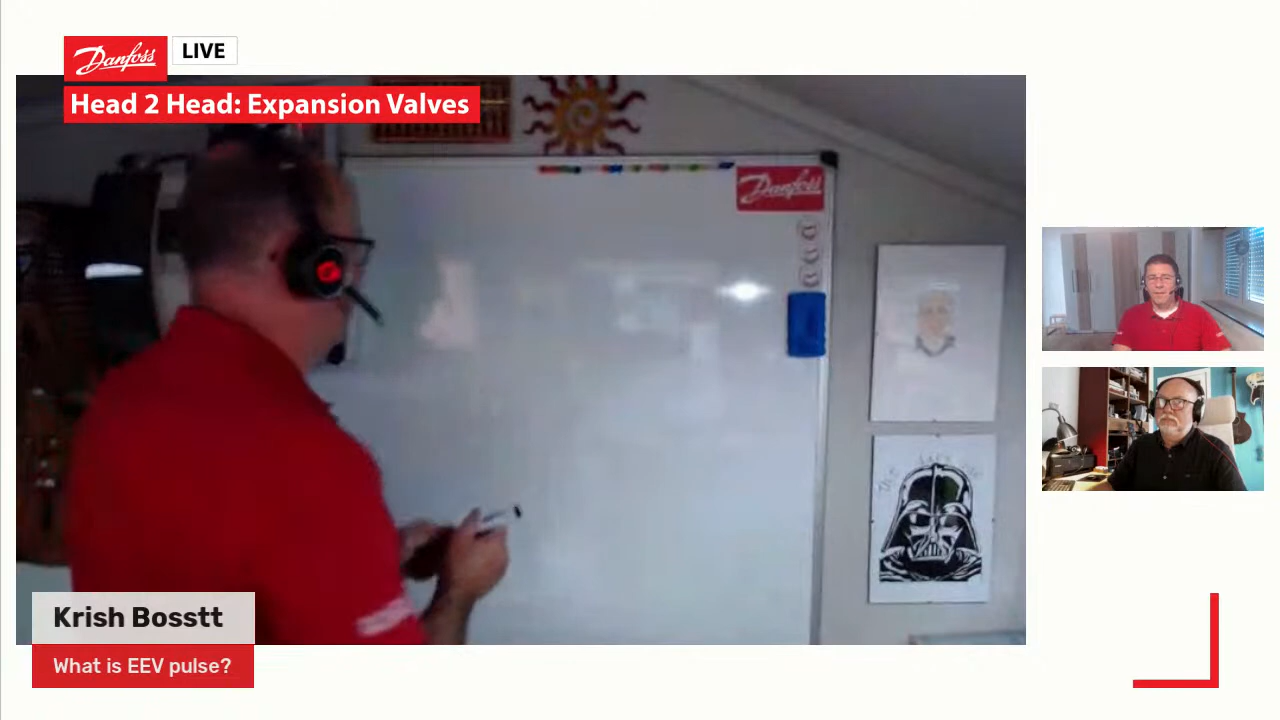 Danfoss
LIVE
Head 2 Head: Expansion Valves
Danfoss
Krish Bosstt
What is EEV pulse?